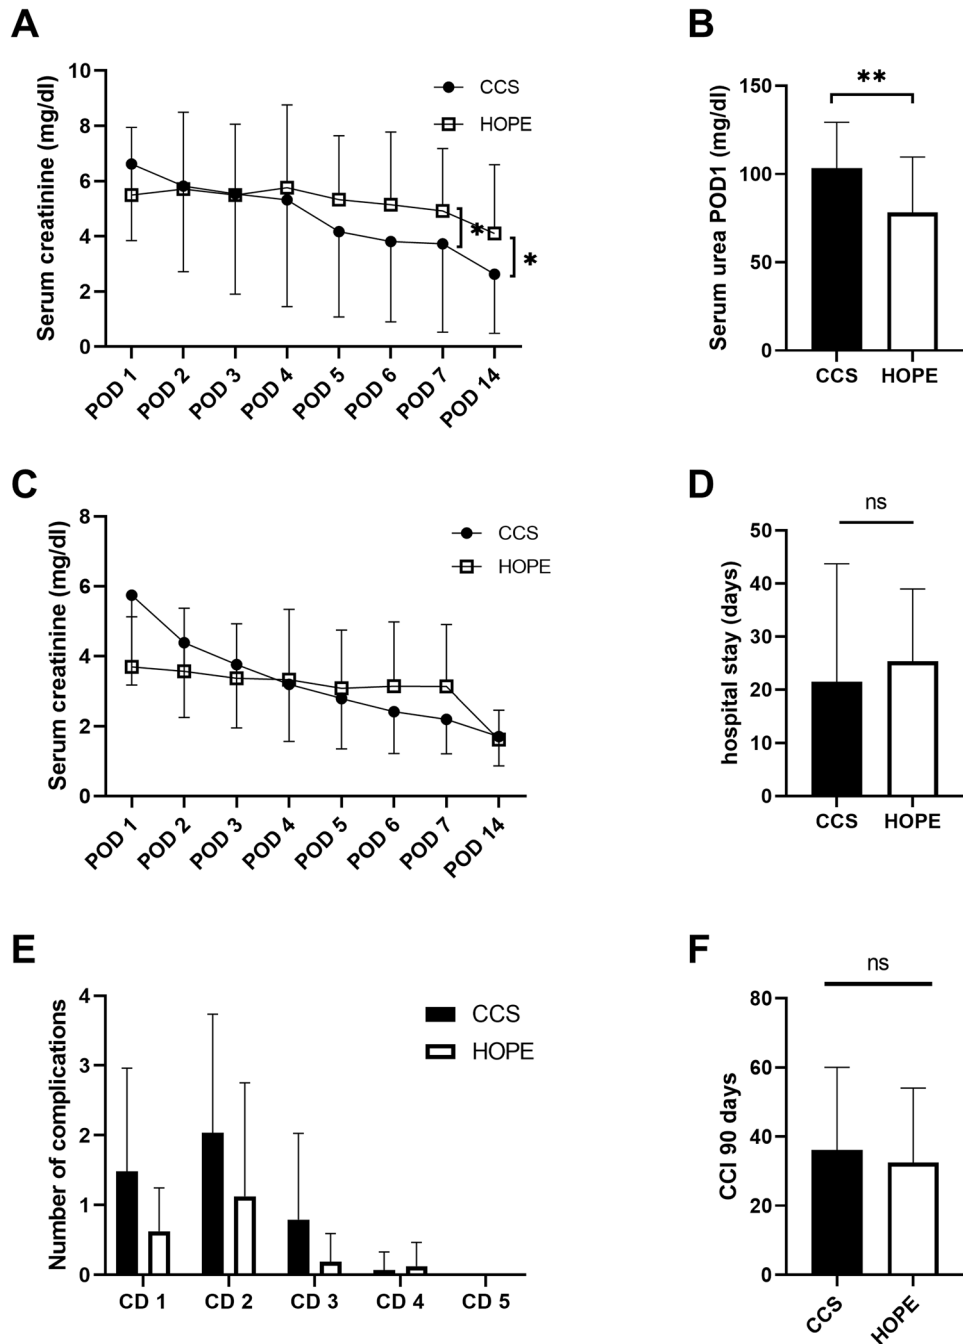 A
Serum creatinine (mg/dl)
10
8
6
4
2
0
CCS
HOPE
*
*
POD 1
POD 2
POD 3
POD 4
POD 5
POD 6
POD 7
POD 14
B
Serum urea POD1 (mg/dl)
150
100
50
0
**
CCS
HOPE
C
Serum creatinine (mg/dl)
8
6
4
2
0
CCS
HOPE
POD 1
POD 2
POD 3
POD 4
POD 5
POD 6
POD 7
POD 14
D
hospital stay (days)
50
40
30
20
10
0
ns
CCS
HOPE
E
Number of complications
4
3
2
1
0
CCS
HOPE
CD 1
CD 2
CD 3
CD 4
CD 5
F
CCI 90 days
80
60
40
20
0
ns
CCS
HOPE